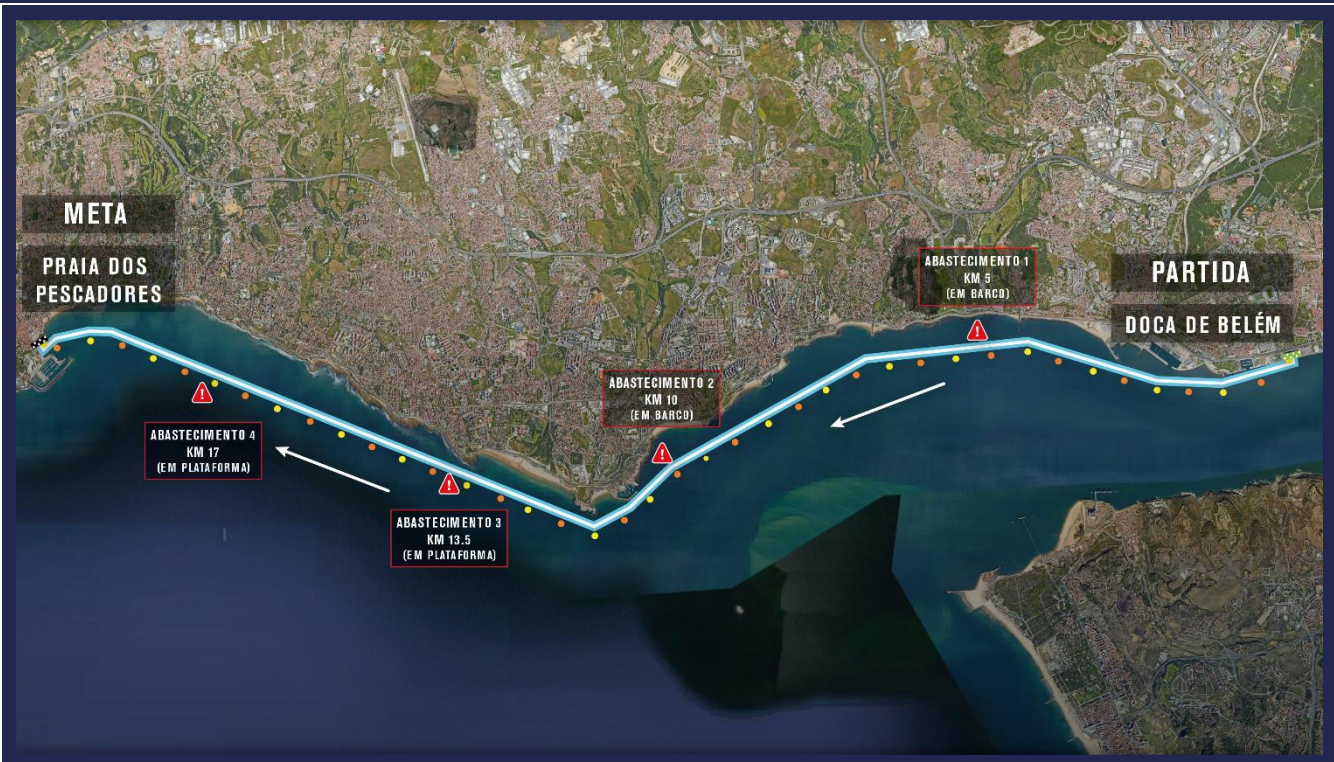 META
PRAIA DOS
PESCADORES
ABASTECIMENTO 1
KM 5
(EM BARCO)
PARTIDA
DOCA DE BELÉM
ABASTECIMENTO 2
KM 10
(EM BARCO)
ABASTECIMENTO 4
KM 17
(EM PLATAFORMA)
ABASTECIMENTO 3
KM 13.5
(EM PLATAFORMA)